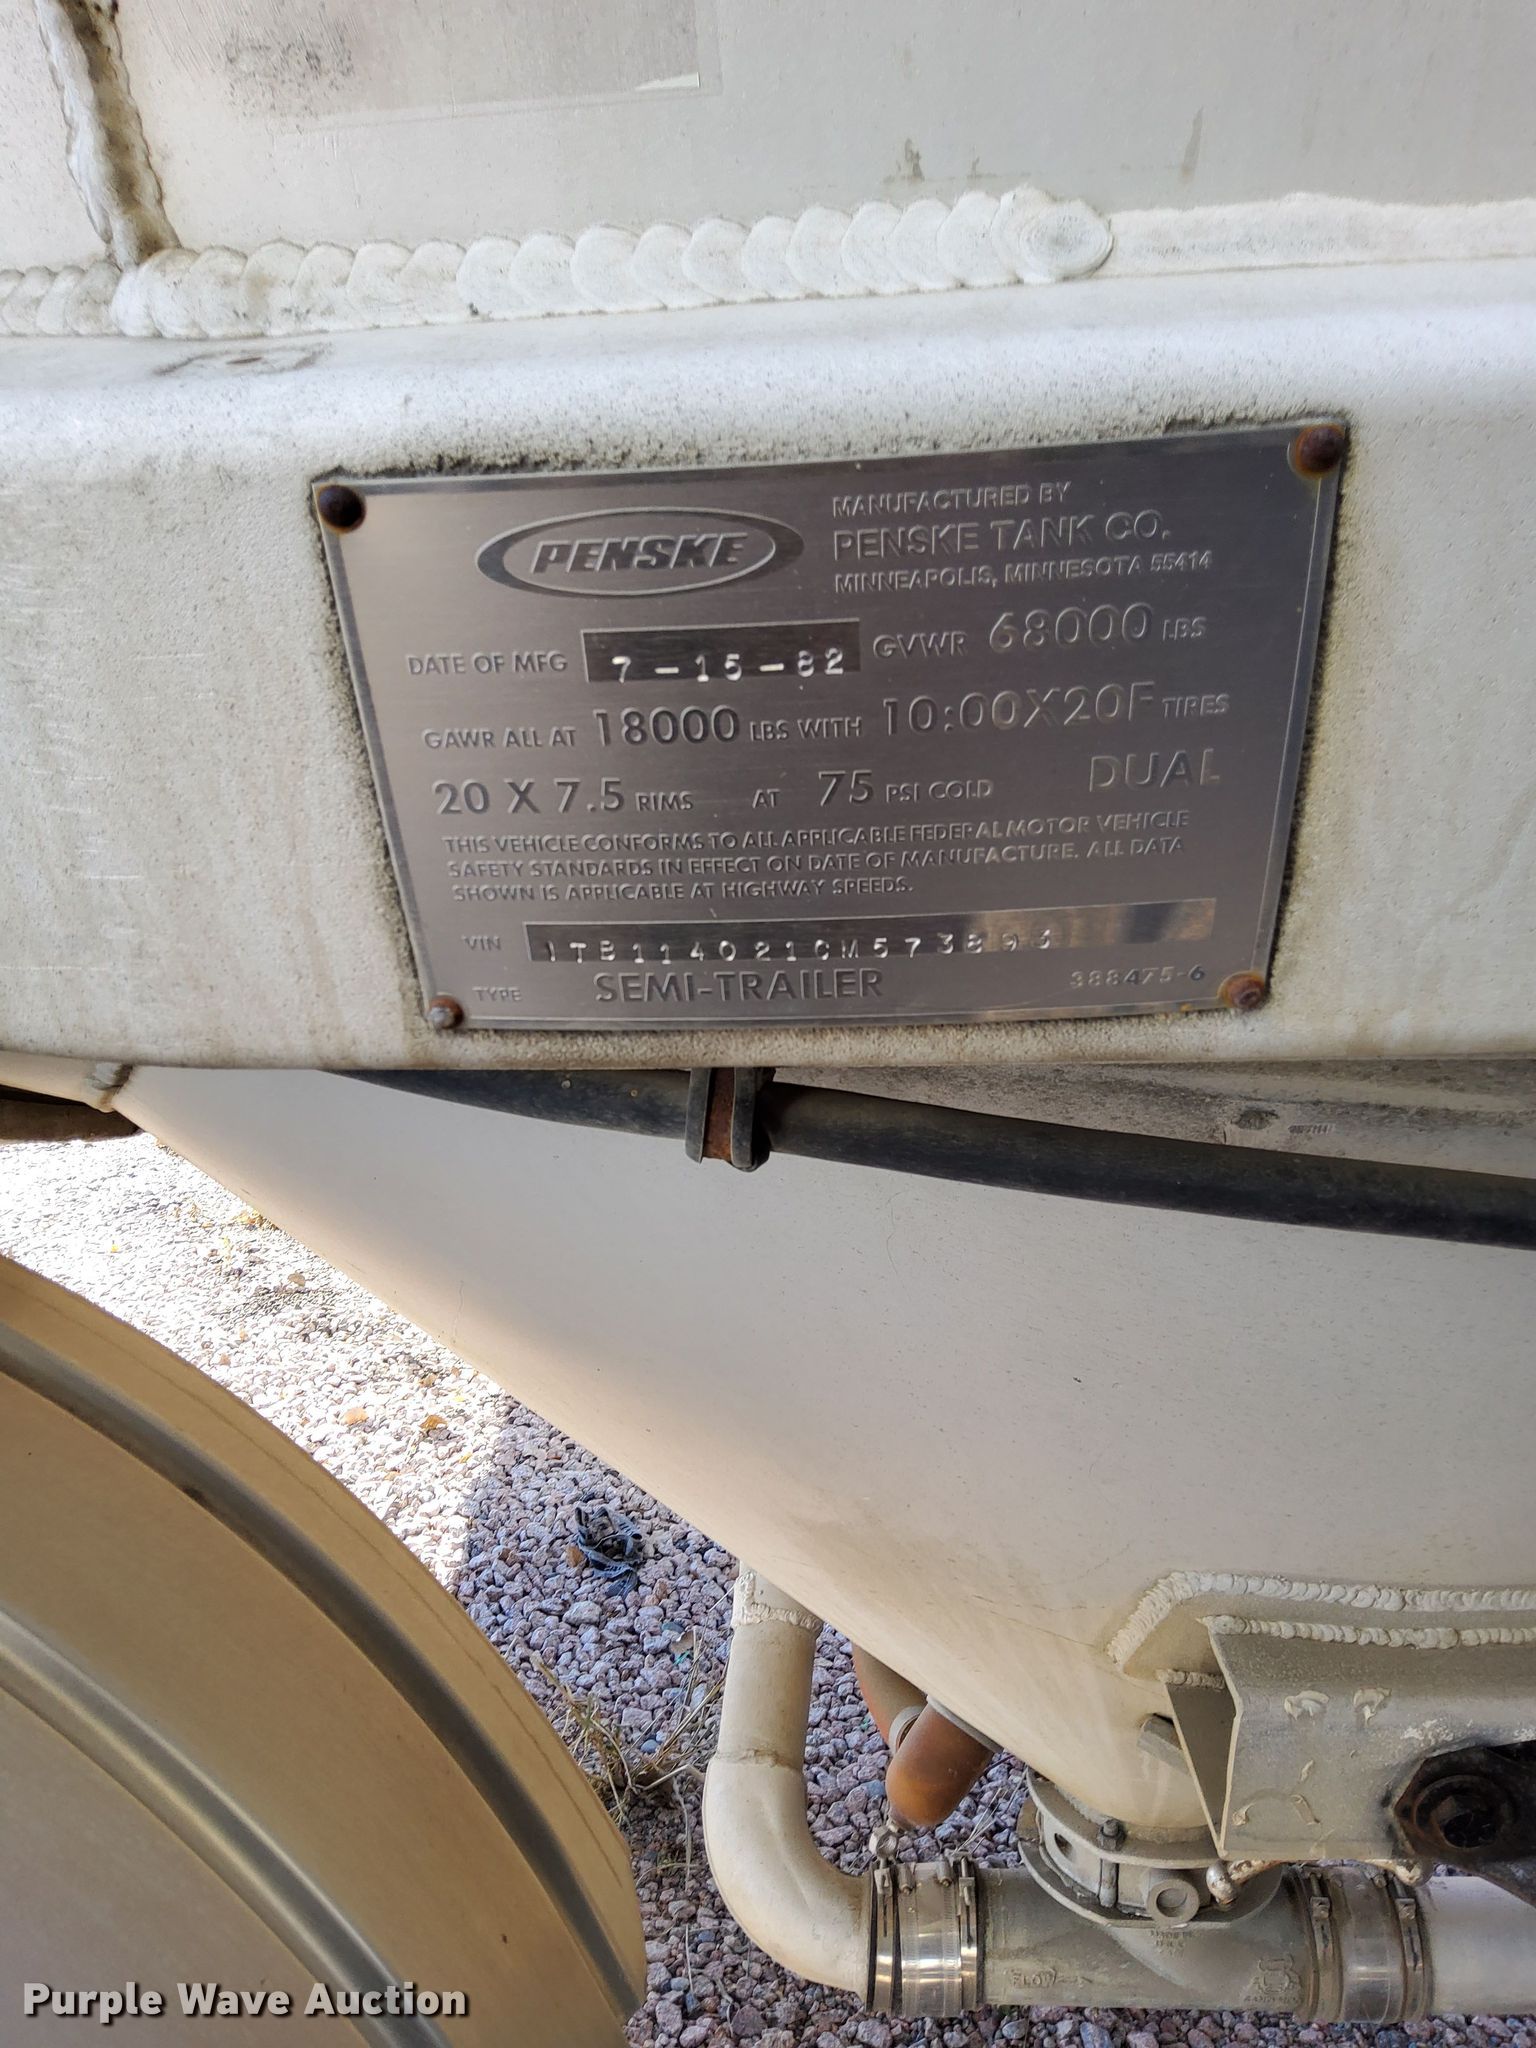 PENSKE
MANUFACTURED BY
PENSKE TANK CO.
MINNEAPOLIS, MINNESOTA 55414
DATE OF MFG 7-15-82 GVWR 68000 LBS
GAWR ALL AT 18000 LBS WITH 10:00X20F TIRES
20 X 7.5 RIMS AT 75 PSI COLD DUAL
THIS VEHICLE CONFORMS TO ALL APPLICABLE FEDERAL MOTOR VEHICLE
SAFETY STANDARDS IN EFFECT ON DATE OF MANUFACTURE. ALL DATA
SHOWN IS APPLICABLE AT HIGHWAY SPEEDS.
VIN 1TB114021CM573893
TYPE SEMI-TRAILER 388475-6
FLOW
Purple Wave Auction